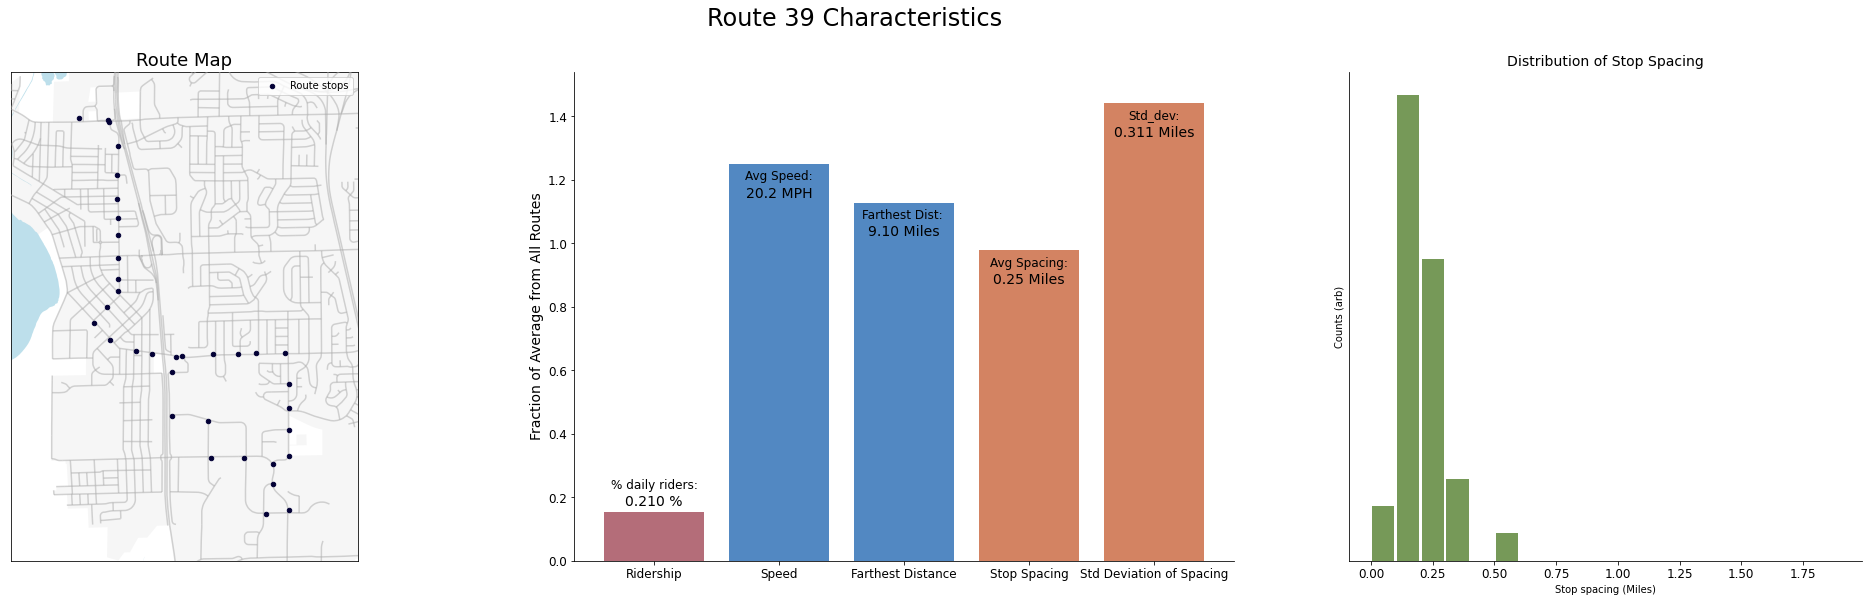 Route 39 Characteristics
Route Map
Route stops
Fraction of Average from All Routes
1.4
1.2
1.0
0.8
0.6
0.4
0.2
0.0
% daily riders:
0.210 %
Avg Speed:
20.2 MPH
Farthest Dist:
9.10 Miles
Avg Spacing:
0.25 Miles
Std_dev:
0.311 Miles
Ridership Speed Farthest Distance Stop Spacing Std Deviation of Spacing
Distribution of Stop Spacing
Counts (arb)
0.00 0.25 0.50 0.75 1.00 1.25 1.50 1.75
Stop spacing (Miles)